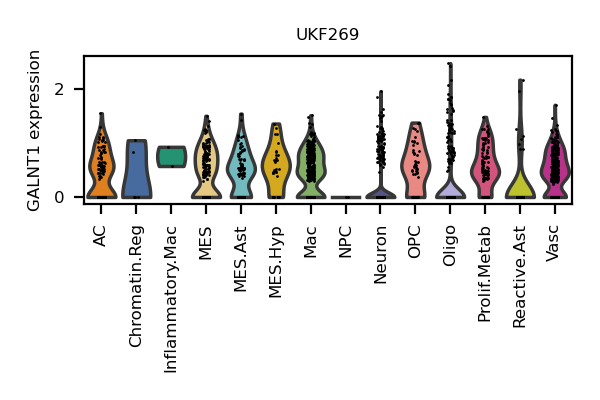 UKF269
GALNT1 expression
2
0
AC
Chromatin.Reg
Inflammatory.Mac
MES
MES.Ast
MES.Hyp
Mac
NPC
Neuron
OPC
Oligo
Prolif.Metab
Reactive.Ast
Vasc